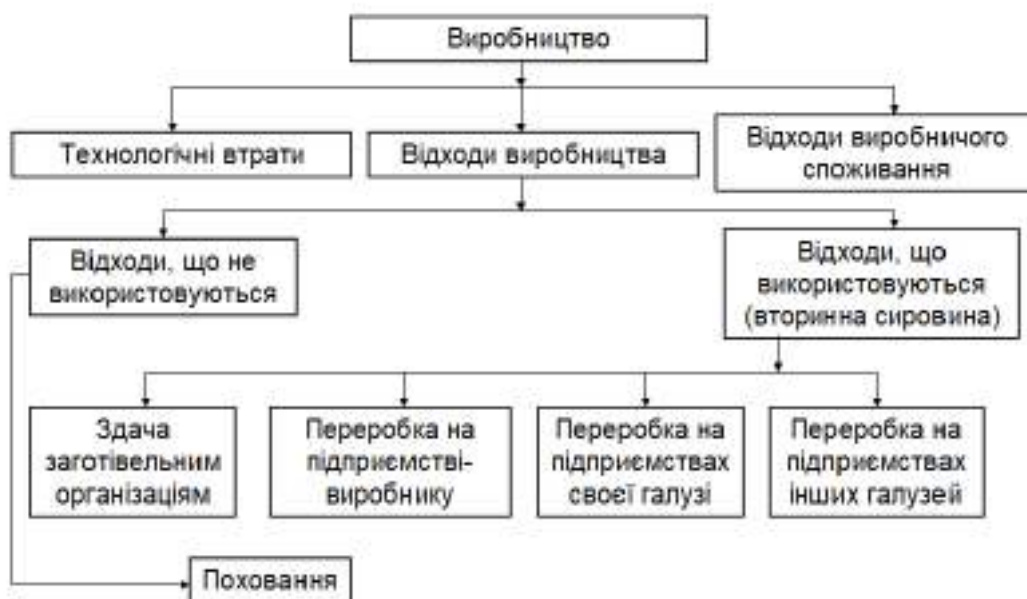 Виробництво
Технологічні втрати
Відходи виробництва
Відходи виробничого
споживання
Відходи, що не
використовуються
Відходи, що
використовуються
(вторинна сировина)
Здача
заготівельним
організаціям
Переробка на
підприємстві-
виробнику
Переробка на
підприємствах
своєї галузі
Переробка на
підприємствах
інших галузей
Поховання